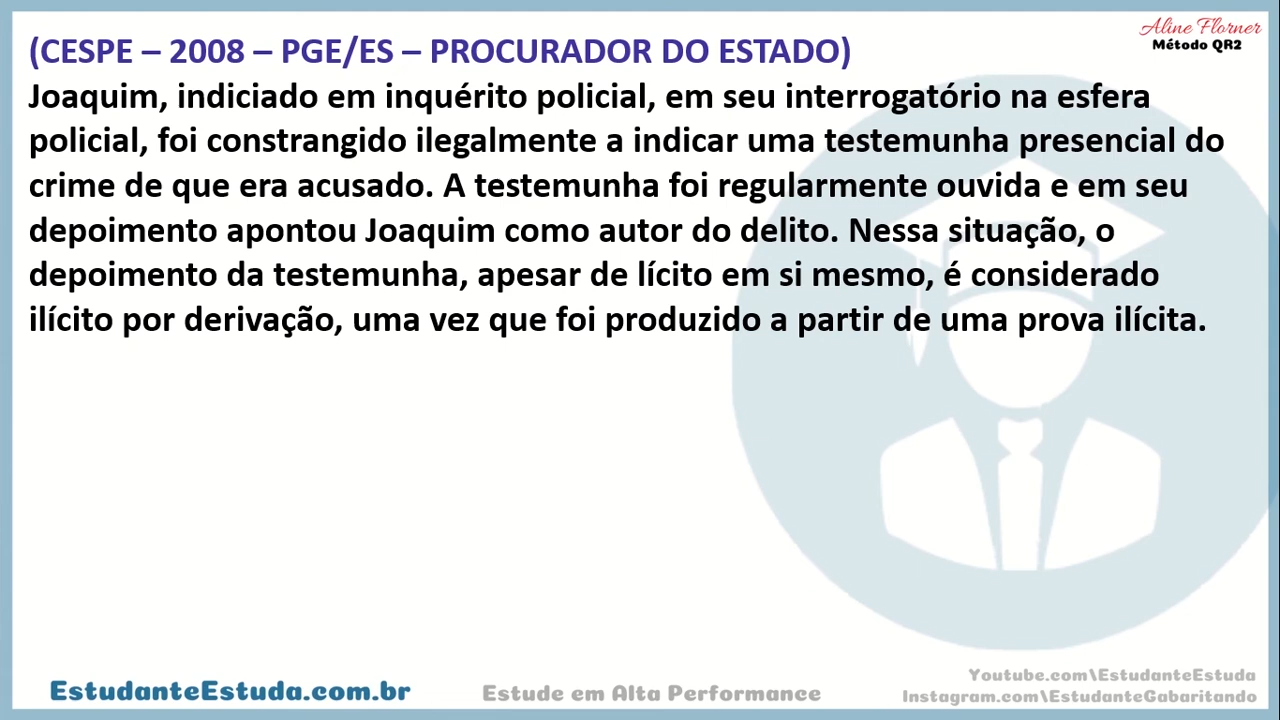 Aline Florner
Método QR2
(CESPE – 2008 – PGE/ES – PROCURADOR DO ESTADO)
Joaquim, indiciado em inquérito policial, em seu interrogatório na esfera
policial, foi constrangido ilegalmente a indicar uma testemunha presencial do
crime de que era acusado. A testemunha foi regularmente ouvida e em seu
depoimento apontou Joaquim como autor do delito. Nessa situação, o
depoimento da testemunha, apesar de lícito em si mesmo, é considerado
ilícito por derivação, uma vez que foi produzido a partir de uma prova ilícita.
EstudanteEstuda.com.br
Estude em Alta Performance
Youtube.com\EstudanteEstuda
Instagram.com\EstudanteGabaritando